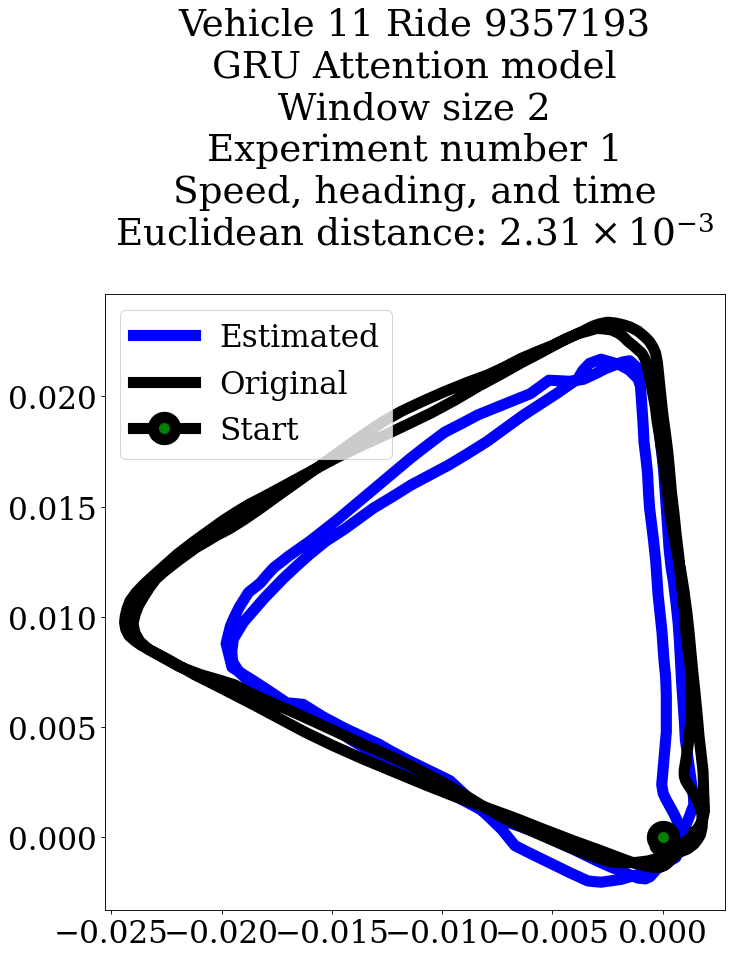 Vehicle 11 Ride 9357193
GRU Attention model
Window size 2
Experiment number 1
Speed, heading, and time
Euclidean distance: 2.31 × 10⁻³
Estimated
Original
Start
0.020
0.015
0.010
0.005
0.000
−0.025 −0.020 −0.015 −0.010 −0.005 0.000